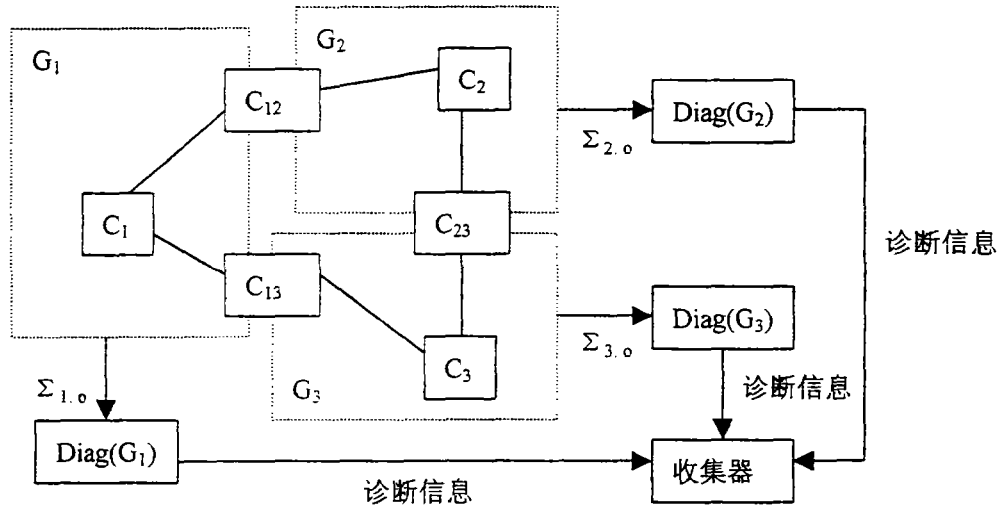 G₁
G₂
C₁₂
C₂
Diag(G₂)
Σ₂.ₒ
C₁
C₂₃
诊断信息
C₁₃
Diag(G₃)
Σ₃.ₒ
C₃
G₃
诊断信息
Σ₁.ₒ
Diag(G₁)
收集器
诊断信息